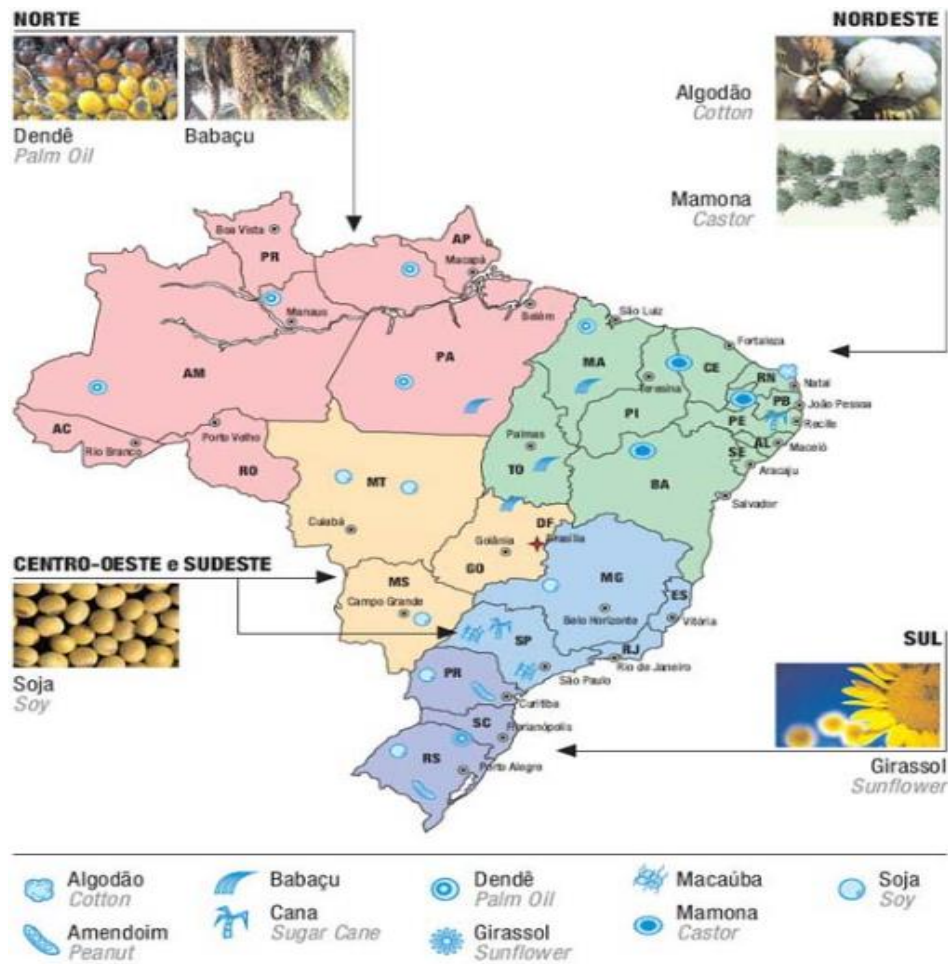 NORTE
Dendê
Palm Oil
Babaçu
NORDESTE
Algodão
Cotton
Mamona
Castor
Boa Vista
PR
AP
Macapá
Manaus
Belém
São Luiz
Fortaleza
AM
PA
MA
CE
Teresina
RN
Natal
PB
João Pessoa
PI
PE
Recife
AC
Rio Branco
Porto Velho
RO
Palmas
TO
AL
Maceió
SE
Aracaju
BA
Salvador
MT
Cuiabá
DF
Brasília
Goiânia
GO
CENTRO-OESTE e SUDESTE
Soja
Soy
MS
Campo Grande
MG
Belo Horizonte
ES
Vitória
SP
São Paulo
RJ
Rio de Janeiro
PR
Curitiba
SC
Florianópolis
RS
Porto Alegre
SUL
Girassol
Sunflower
Algodão
Cotton
Amendoim
Peanut
Babaçu
Cana
Sugar Cane
Dendê
Palm Oil
Girassol
Sunflower
Macaúba
Mamona
Castor
Soja
Soy